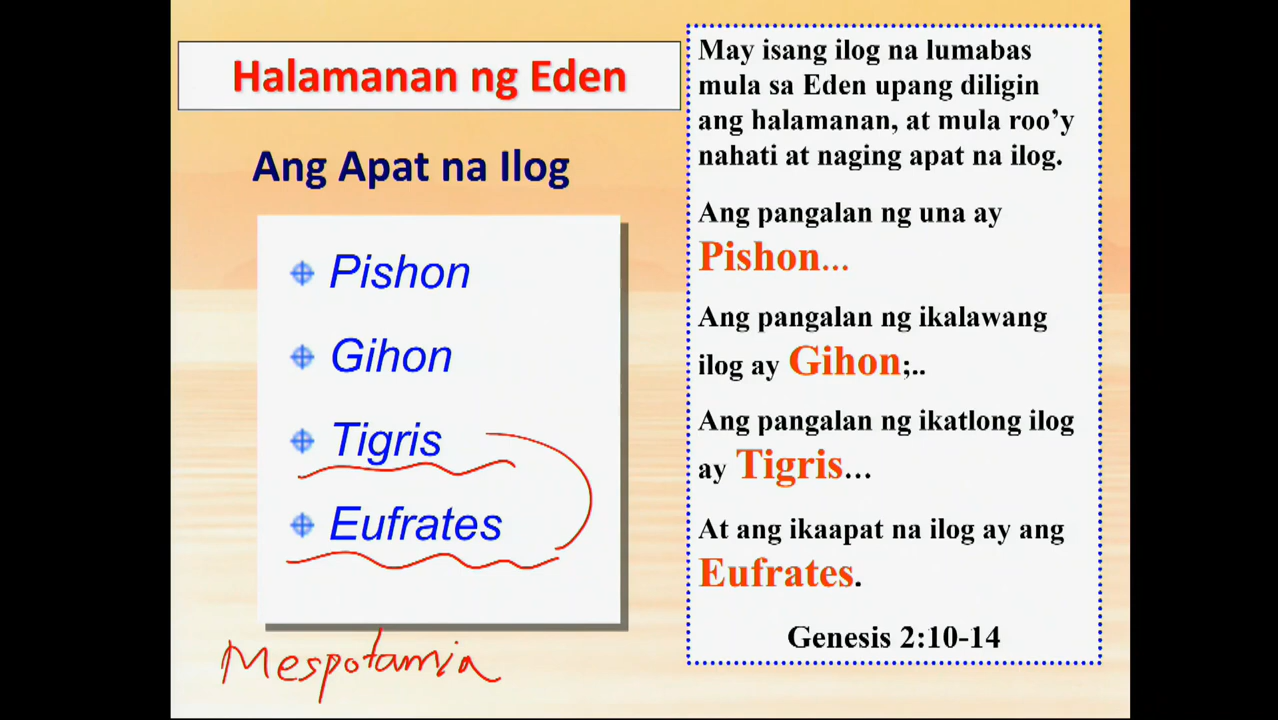 Halamanan ng Eden
Ang Apat na Ilog
Pishon
Gihon
Tigris
Eufrates
Mespotamia
May isang ilog na lumabas
mula sa Eden upang diligin
ang halamanan, at mula roo’y
nahati at naging apat na ilog.
Ang pangalan ng una ay
Pishon...
Ang pangalan ng ikalawang
ilog ay Gihon;..
Ang pangalan ng ikatlong ilog
ay Tigris...
At ang ikaapat na ilog ay ang
Eufrates.
Genesis 2:10-14